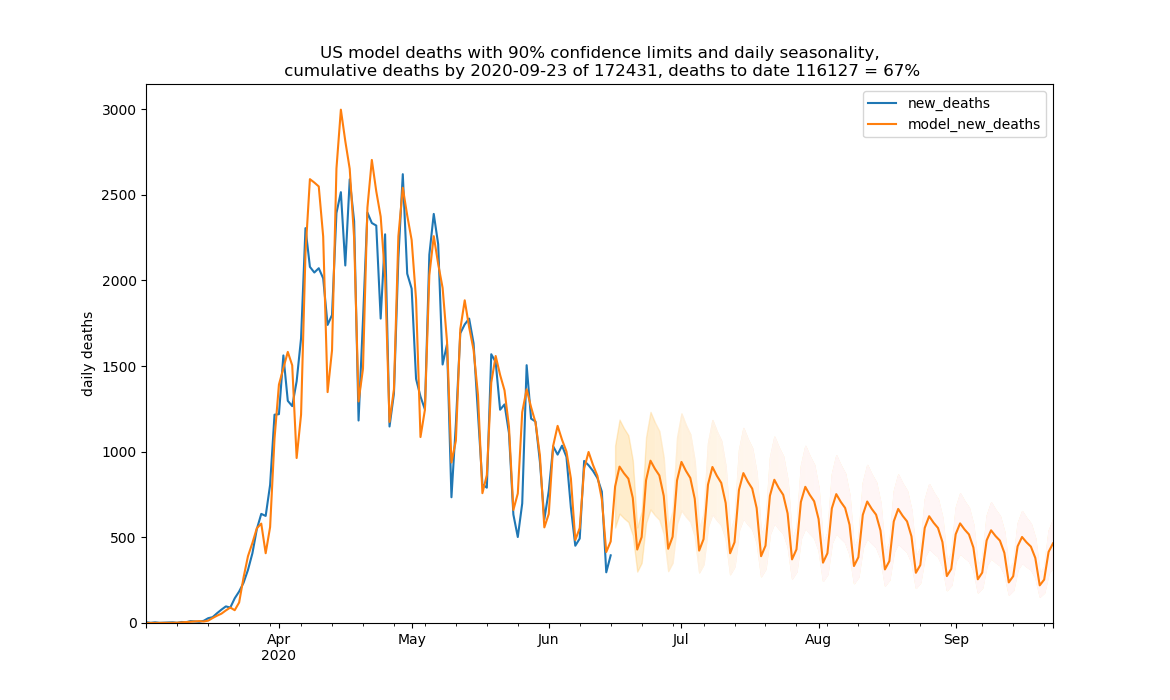 US model deaths with 90% confidence limits and daily seasonality,
cumulative deaths by 2020-09-23 of 172431, deaths to date 116127 = 67%
new_deaths
model_new_deaths
daily deaths
3000
2500
2000
1500
1000
500
0
Apr
2020
May
Jun
Jul
Aug
Sep